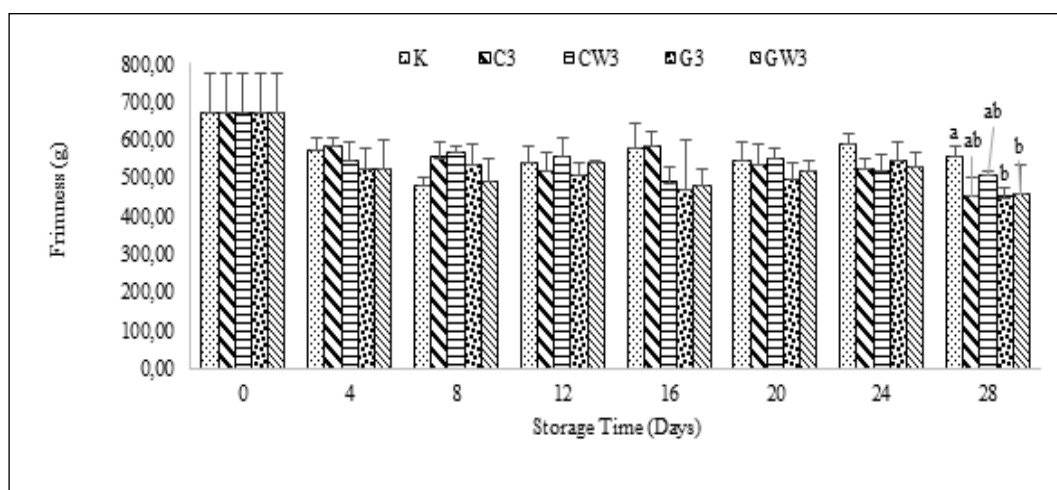 K C3 CW3 G3 GW3
800,00
700,00
600,00
500,00
400,00
300,00
200,00
100,00
0,00
Frimness (g)
a
ab
ab
b
b
0 4 8 12 16 20 24 28
Storage Time (Days)